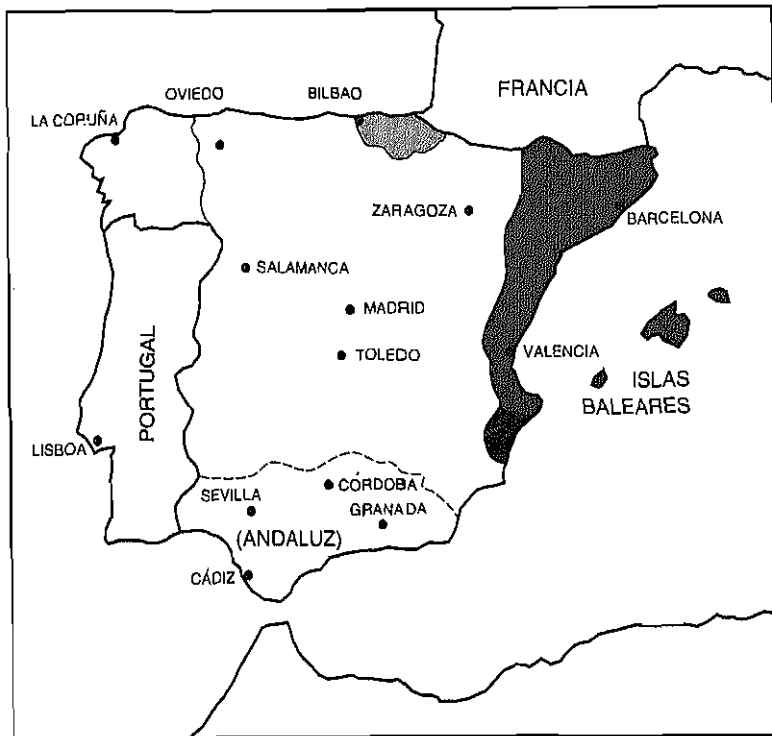 OVIEDO
BILBAO
FRANCIA
LA CORUÑA
ZARAGOZA
BARCELONA
SALAMANCA
MADRID
VALENCIA
TOLEDO
ISLAS
BALEARES
PORTUGAL
LISBOA
CÓRDOBA
SEVILLA
GRANADA
(ANDALUZ)
CÁDIZ